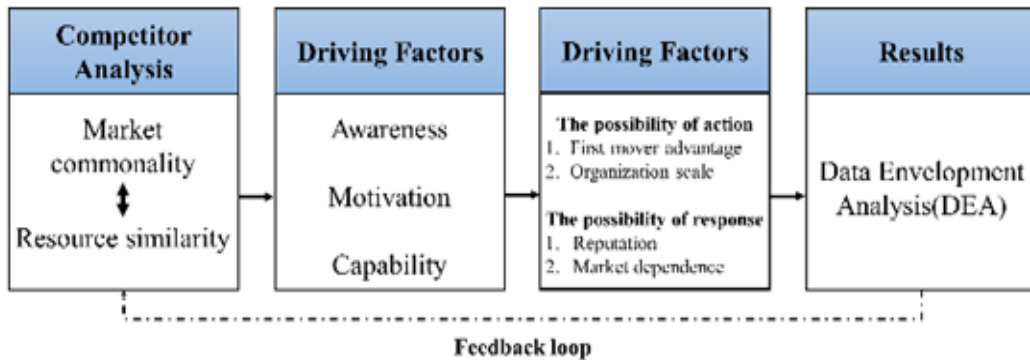 Competitor
Analysis
Market
commonality
Resource similarity
Driving Factors
Awareness
Motivation
Capability
Driving Factors
The possibility of action
1. First mover advantage
2. Organization scale
The possibility of response
1. Reputation
2. Market dependence
Results
Data Envelopment
Analysis(DEA)
Feedback loop